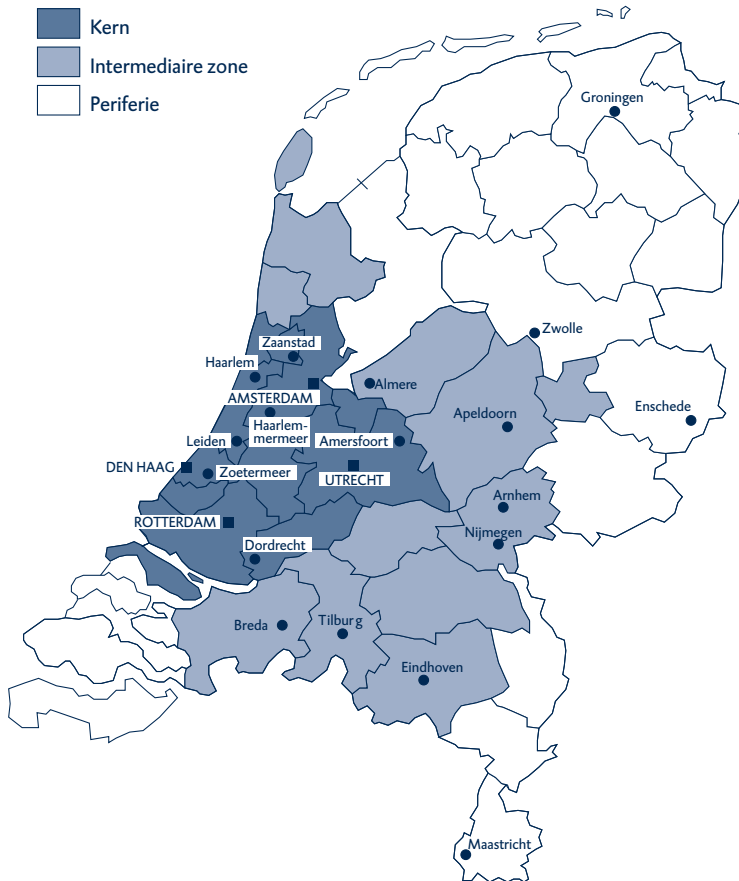 Kern
Intermediaire zone
Periferie
Groningen
Zwolle
Zaanstad
Haarlem
Almere
AMSTERDAM
Enschede
Apeldoorn
Haarlem-
mermeer
Leiden
Amersfoort
DEN HAAG
Zoetermeer
UTRECHT
Arnhem
ROTTERDAM
Nijmegen
Dordrecht
Breda
Tilburg
Eindhoven
Maastricht